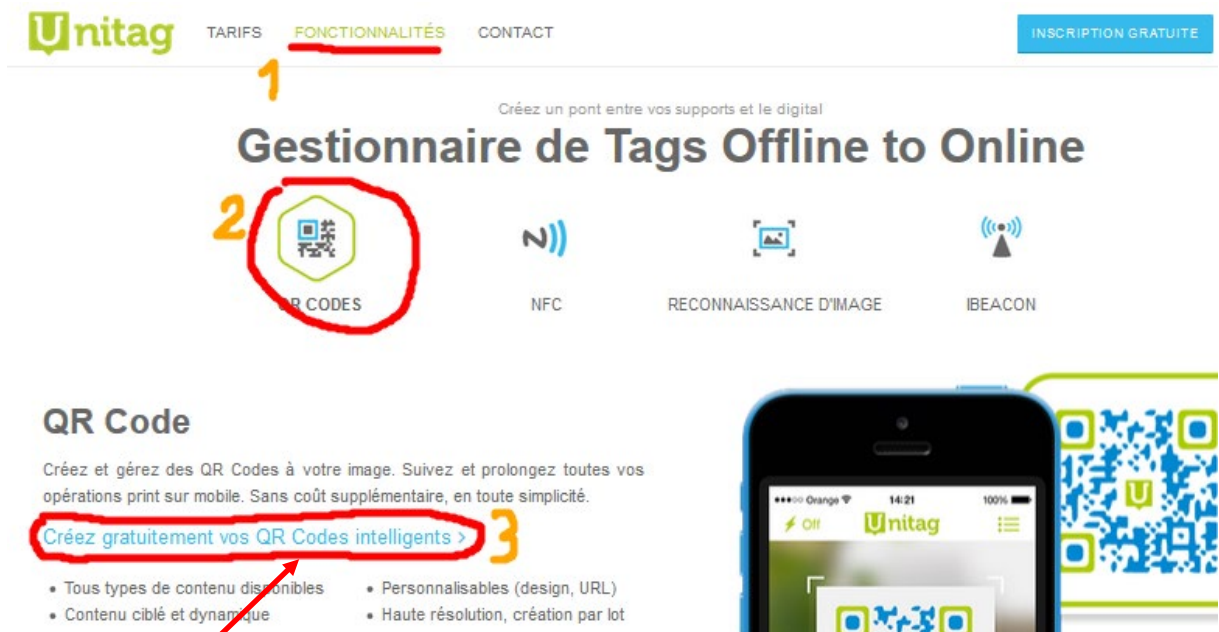 Unitag TARIFS FONCTIONNALITÉS CONTACT INSCRIPTION GRATUITE
1
Créez un pont entre vos supports et le digital
Gestionnaire de Tags Offline to Online
2
QR CODES NFC RECONNAISSANCE D'IMAGE IBEACON
QR Code
Créez et gérez des QR Codes à votre image. Suivez et prolongez toutes vos
opérations print sur mobile. Sans coût supplémentaire, en toute simplicité.
Créez gratuitement vos QR Codes intelligents > 3
• Tous types de contenu disponibles
• Contenu ciblé et dynamique
• Personnalisables (design, URL)
• Haute résolution, création par lot
Orange 14:21 100%
Off Unitag
U